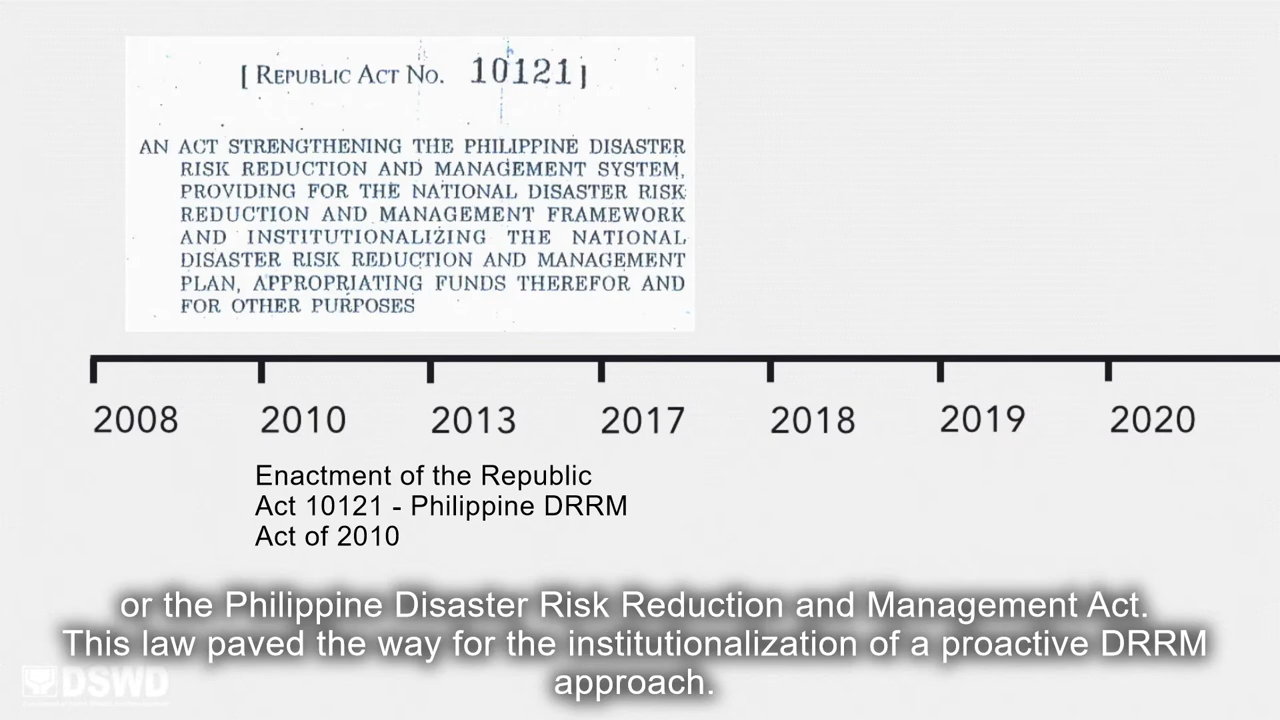 [ REPUBLIC ACT NO. 10121 ]
AN ACT STRENGTHENING THE PHILIPPINE DISASTER
RISK REDUCTION AND MANAGEMENT SYSTEM,
PROVIDING FOR THE NATIONAL DISASTER RISK
REDUCTION AND MANAGEMENT FRAMEWORK
AND INSTITUTIONALIZING THE NATIONAL
DISASTER RISK REDUCTION AND MANAGEMENT
PLAN, APPROPRIATING FUNDS THEREFOR AND
FOR OTHER PURPOSES
2008 2010 2013 2017 2018 2019 2020
Enactment of the Republic
Act 10121 - Philippine DRRM
Act of 2010
or the Philippine Disaster Risk Reduction and Management Act.
This law paved the way for the institutionalization of a proactive DRRM
approach.
DSWD